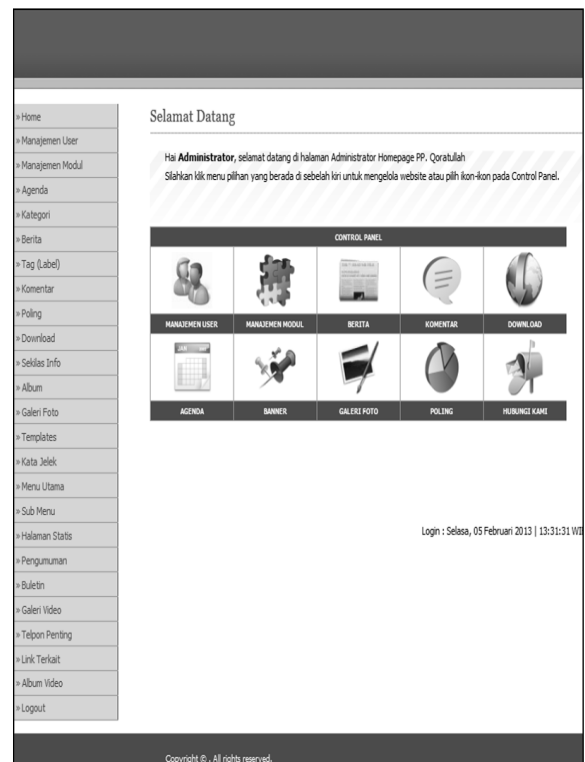 » Home
» Manajemen User
» Manajemen Modul
» Agenda
» Kategori
» Berita
» Tag (Label)
» Komentar
» Poling
» Download
» Sekilas Info
» Album
» Galeri Foto
» Templates
» Kata Jelek
» Menu Utama
» Sub Menu
» Halaman Statis
» Pengumuman
» Buletin
» Galeri Video
» Telpon Penting
» Link Terkait
» Album Video
» Logout
Selamat Datang
Hai Administrator, selamat datang di halaman Administrator Homepage PP. Qoratullah
Silahkan klik menu pilihan yang berada di sebelah kiri untuk mengelola website atau pilih ikon-ikon pada Control Panel.
CONTROL PANEL
MANAJEMEN USER MANAJEMEN MODUL BERITA KOMENTAR DOWNLOAD
JAN
AGENDA BANNER GALERI FOTO POLING HUBUNGI KAMI
Login : Selasa, 05 Februari 2013 | 13:31:31 WI
Copyright © . All rights reserved.